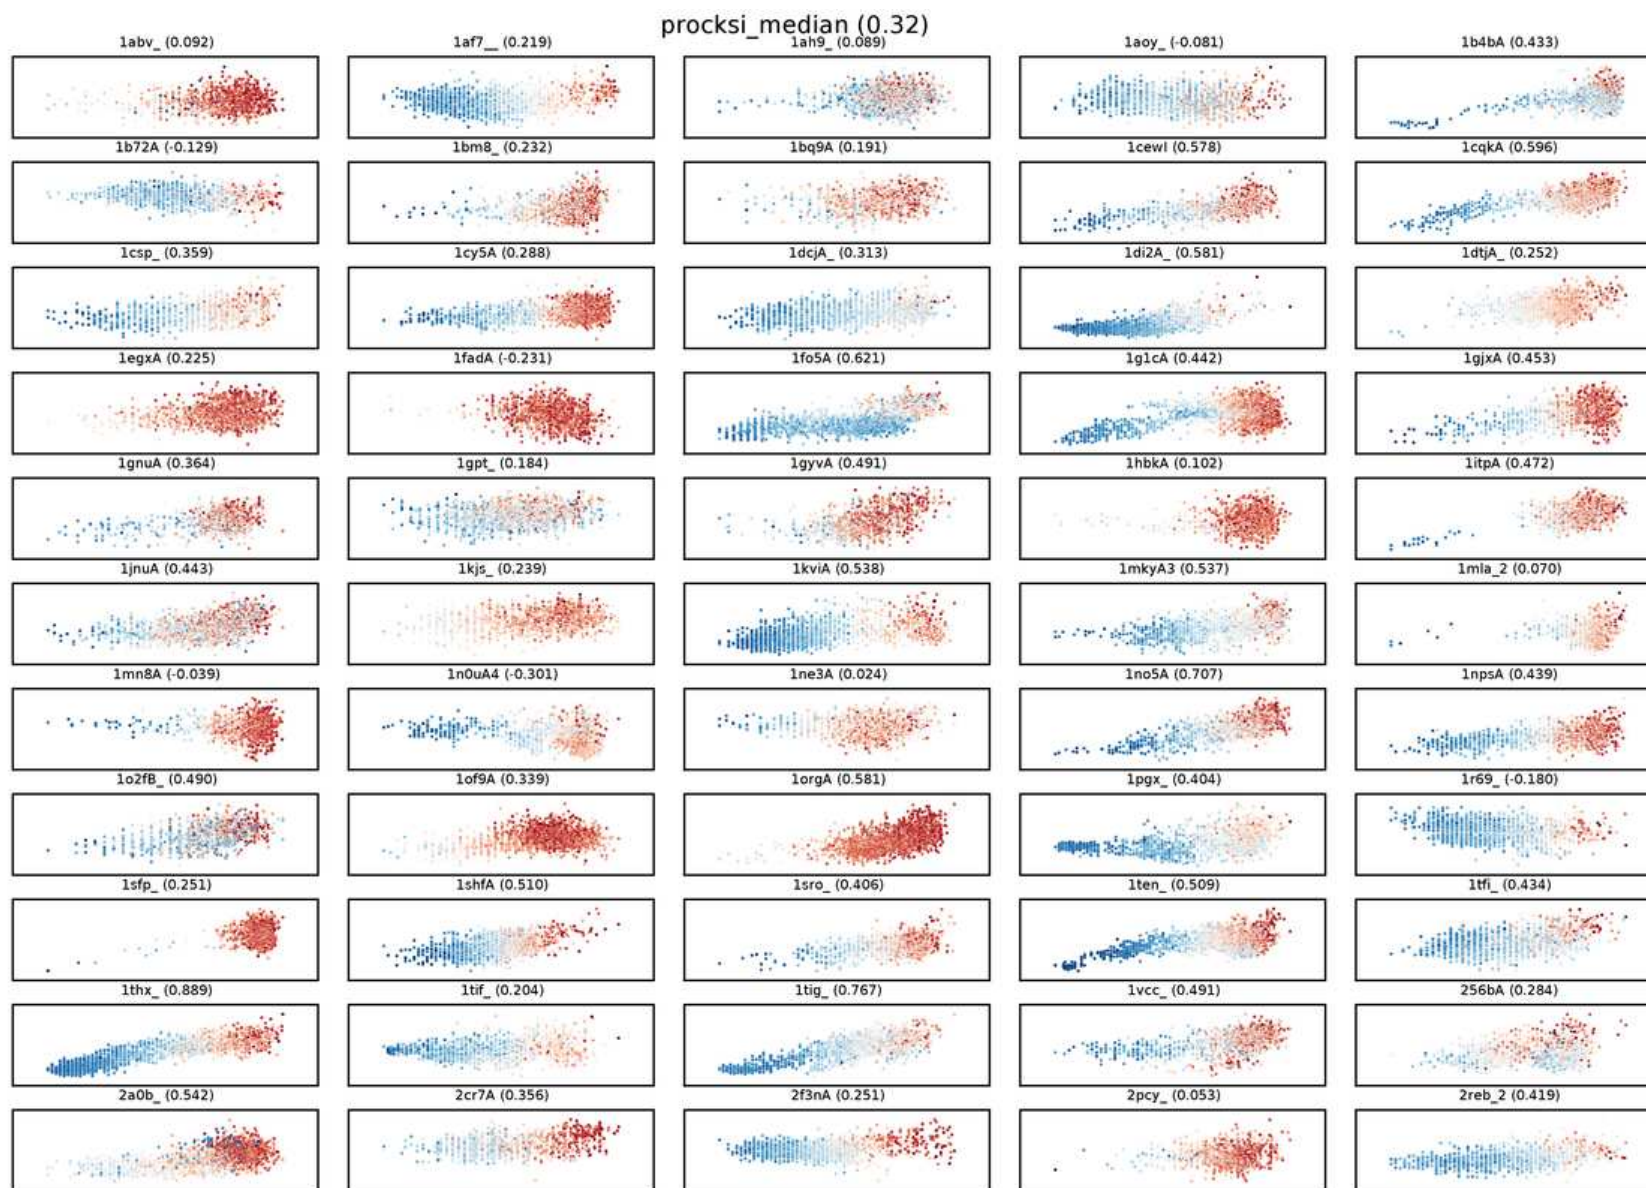 procksi_median (0.32)
1abv_ (0.092) 1af7__ (0.219) 1ah9_ (0.089) 1aoy_ (-0.081) 1b4bA (0.433)
1b72A (-0.129) 1bm8_ (0.232) 1bq9A (0.191) 1cewI (0.578) 1cqkA (0.596)
1csp_ (0.359) 1cy5A (0.288) 1dcjA_ (0.313) 1di2A_ (0.581) 1dtjA_ (0.252)
1egxA (0.225) 1fadA (-0.231) 1fo5A (0.621) 1g1cA (0.442) 1gjxA (0.453)
1gnuA (0.364) 1gpt_ (0.184) 1gyvA (0.491) 1hbkA (0.102) 1itpA (0.472)
1jnuA (0.443) 1kjs_ (0.239) 1kviA (0.538) 1mkyA3 (0.537) 1mla_2 (0.070)
1mn8A (-0.039) 1n0uA4 (-0.301) 1ne3A (0.024) 1no5A (0.707) 1npsA (0.439)
1o2fB_ (0.490) 1of9A (0.339) 1orgA (0.581) 1pgx_ (0.404) 1r69_ (-0.180)
1sfp_ (0.251) 1shfA (0.510) 1sro_ (0.406) 1ten_ (0.509) 1tfi_ (0.434)
1thx_ (0.889) 1tif_ (0.204) 1tig_ (0.767) 1vcc_ (0.491) 256bA (0.284)
2a0b_ (0.542) 2cr7A (0.356) 2f3nA (0.251) 2pcy_ (0.053) 2reb_2 (0.419)